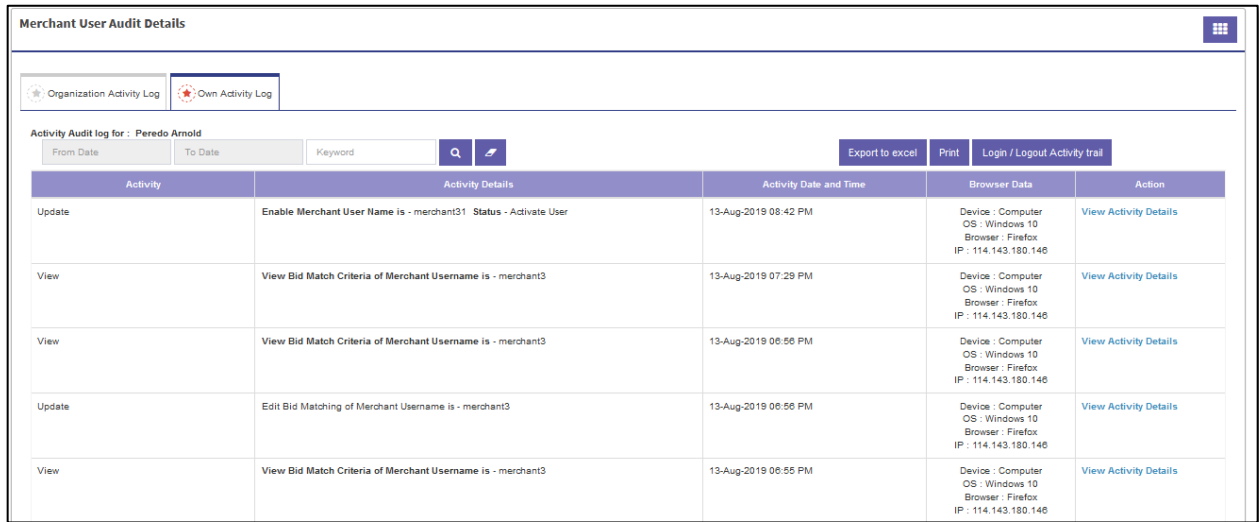 Merchant User Audit Details
Organization Activity Log Own Activity Log
Activity Audit log for : Peredo Arnold
From Date To Date Keyword Export to excel Print Login / Logout Activity trail
Activity Activity Details Activity Date and Time Browser Data Action
Update Enable Merchant User Name is - merchant31 Status - Activate User 13-Aug-2019 08:42 PM Device : Computer View Activity Details
OS : Windows 10
Browser : Firefox
IP : 114.143.180.146
View View Bid Match Criteria of Merchant Username is - merchant3 13-Aug-2019 07:29 PM Device : Computer View Activity Details
OS : Windows 10
Browser : Firefox
IP : 114.143.180.146
View View Bid Match Criteria of Merchant Username is - merchant3 13-Aug-2019 06:56 PM Device : Computer View Activity Details
OS : Windows 10
Browser : Firefox
IP : 114.143.180.146
Update Edit Bid Matching of Merchant Username is - merchant3 13-Aug-2019 06:56 PM Device : Computer View Activity Details
OS : Windows 10
Browser : Firefox
IP : 114.143.180.146
View View Bid Match Criteria of Merchant Username is - merchant3 13-Aug-2019 06:55 PM Device : Computer View Activity Details
OS : Windows 10
Browser : Firefox
IP : 114.143.180.146